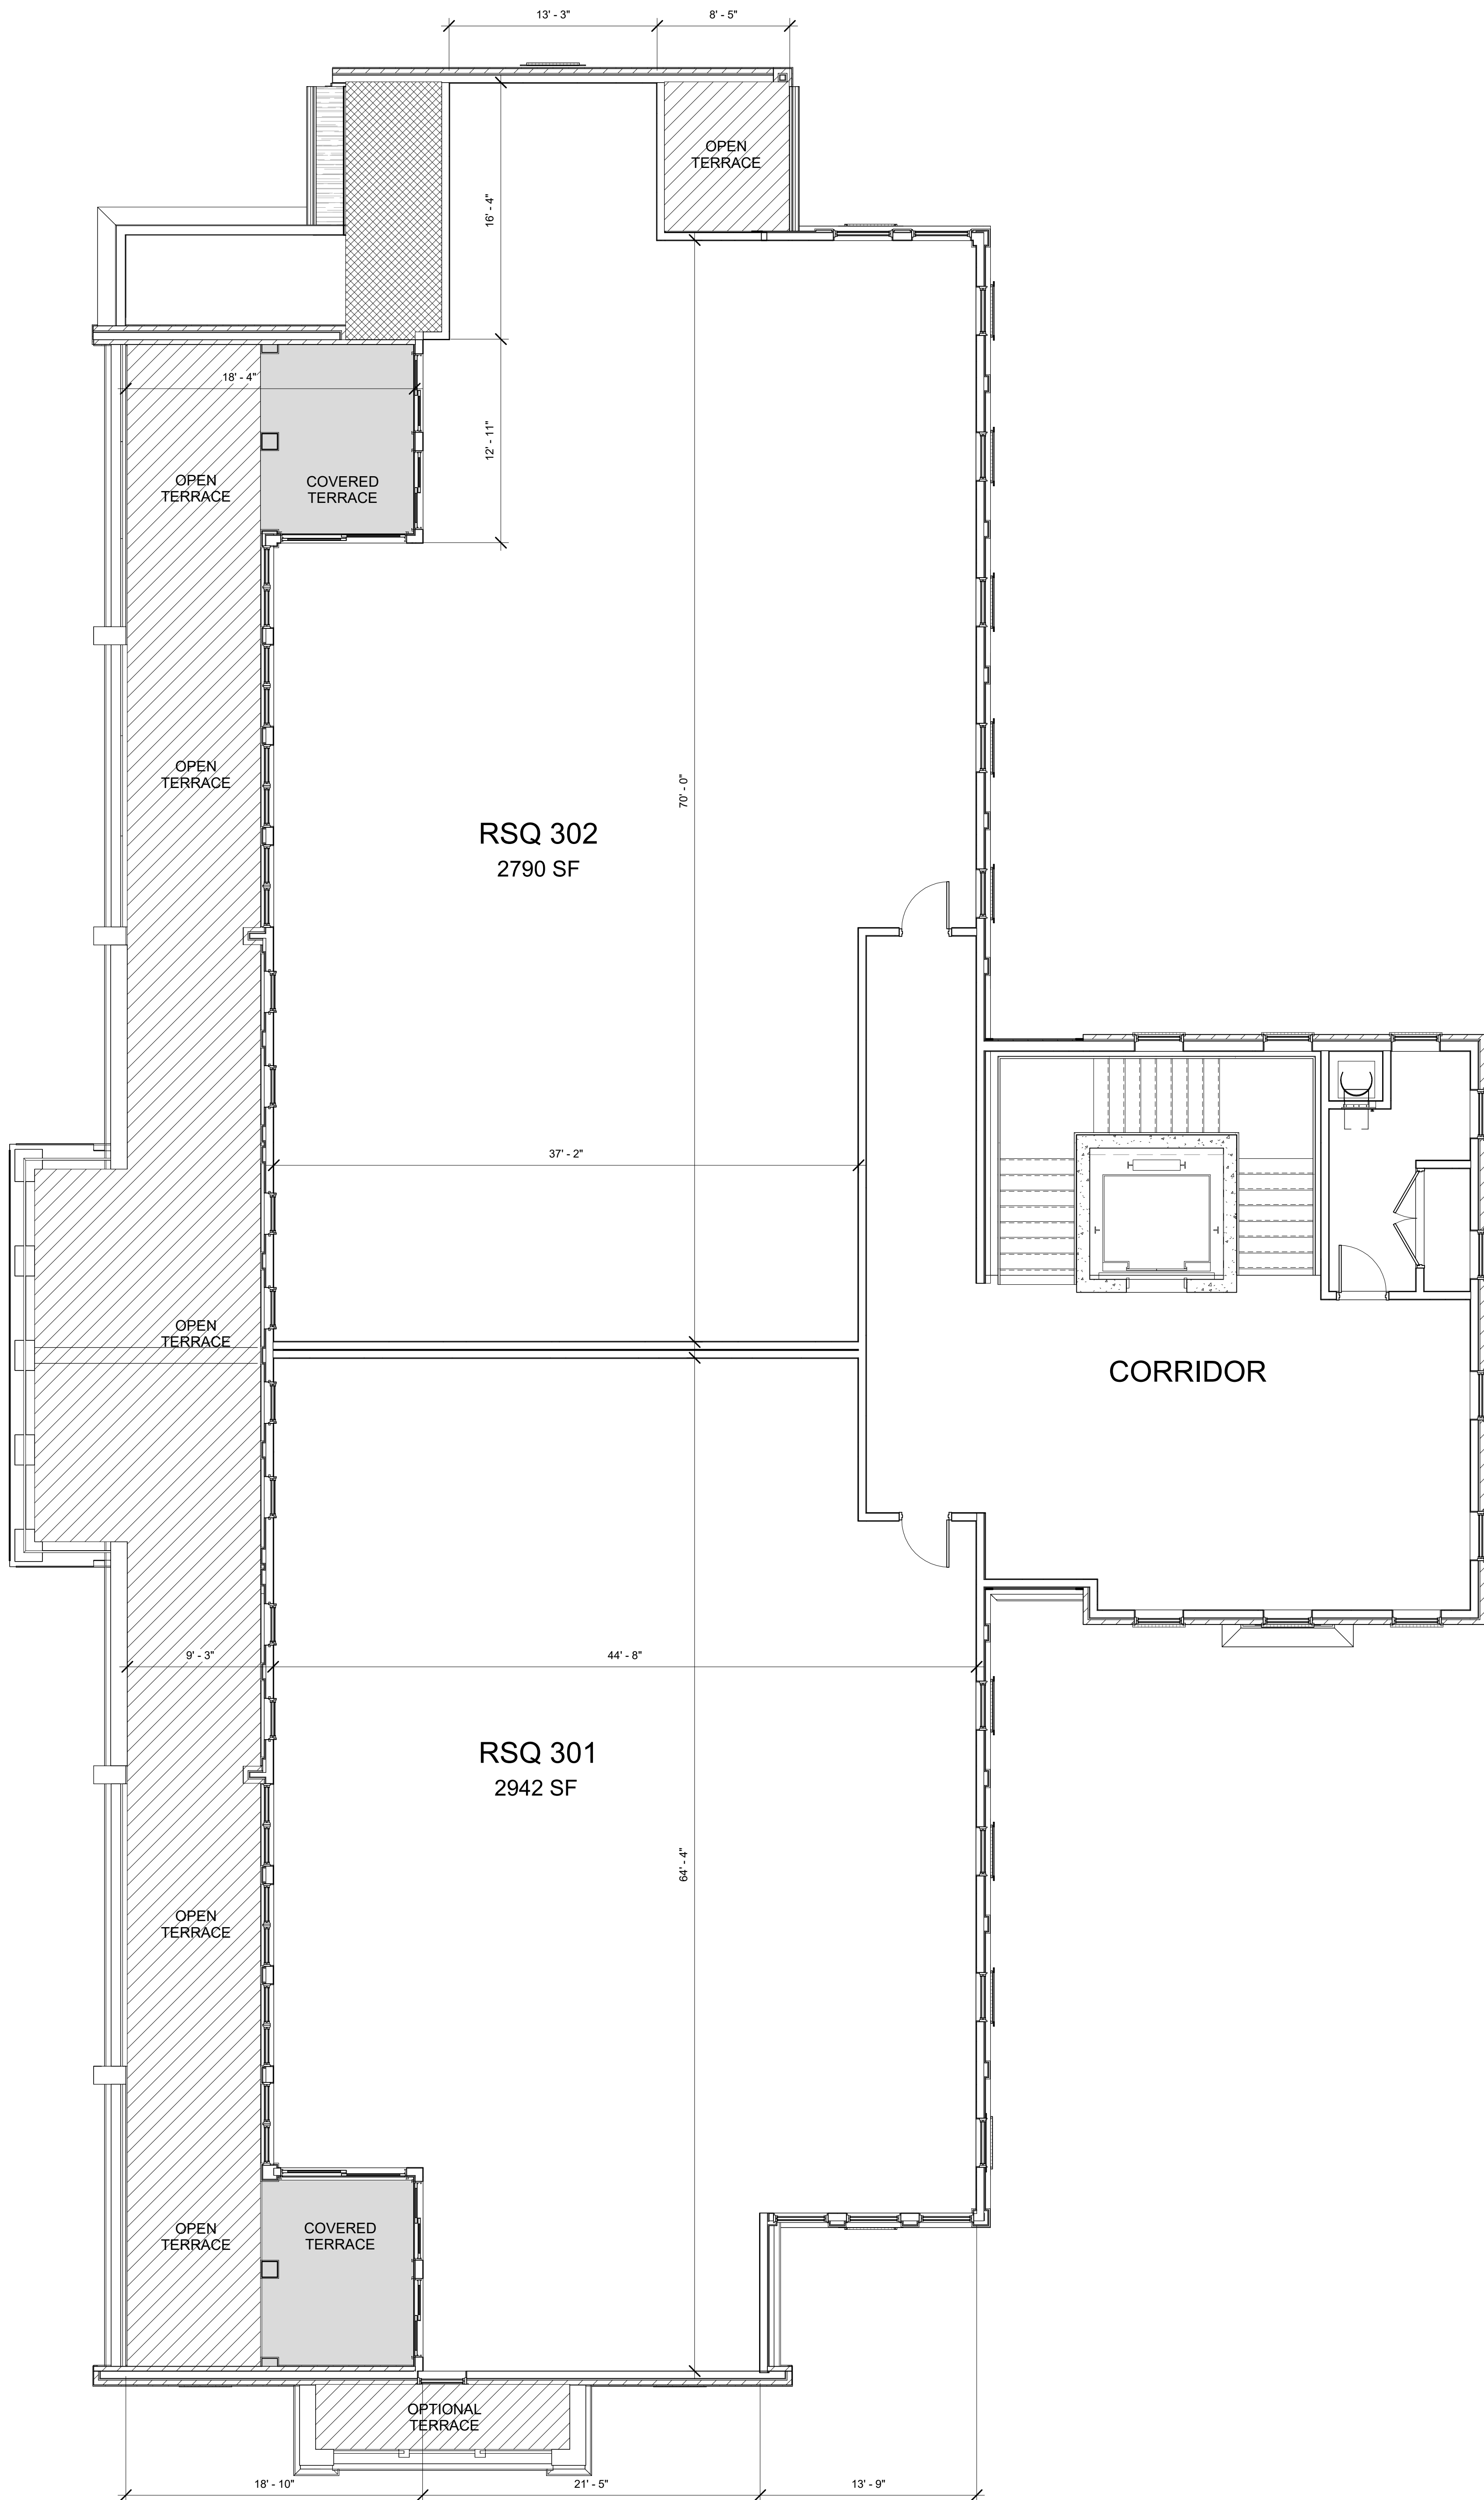 13' - 3"
8' - 5"
OPEN
TERRACE
16' - 4"
18' - 4"
12' - 11"
OPEN
TERRACE
COVERED
TERRACE
OPEN
TERRACE
70' - 0"
RSQ 302
2790 SF
37' - 2"
OPEN
TERRACE
CORRIDOR
9' - 3"
44' - 8"
RSQ 301
2942 SF
64' - 4"
OPEN
TERRACE
OPEN
TERRACE
COVERED
TERRACE
OPTIONAL
TERRACE
18' - 10"
21' - 5"
13' - 9"